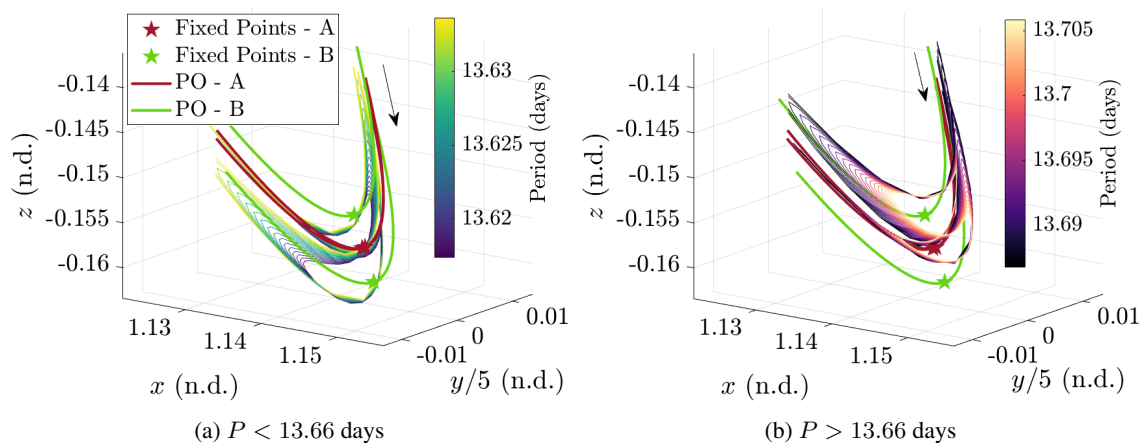 Fixed Points - A
Fixed Points - B
PO - A
PO - B
-0.14
-0.145
-0.15
-0.155
-0.16
z (n.d.)
1.13
1.14
1.15
x (n.d.)
-0.01
0
0.01
y/5 (n.d.)
13.63
13.625
13.62
Period (days)
(a) P < 13.66 days
-0.14
-0.145
-0.15
-0.155
-0.16
z (n.d.)
1.13
1.14
1.15
x (n.d.)
-0.01
0
0.01
y/5 (n.d.)
13.705
13.7
13.695
13.69
Period (days)
(b) P > 13.66 days